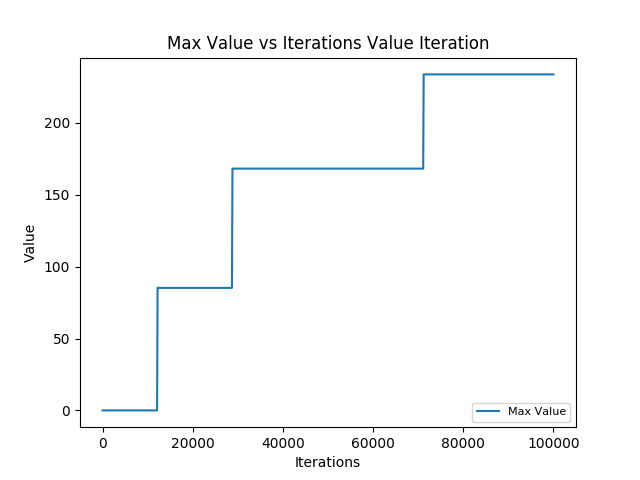 Max Value vs Iterations Value Iteration
200
150
100
50
0
Value
0 20000 40000 60000 80000 100000
Iterations
Max Value